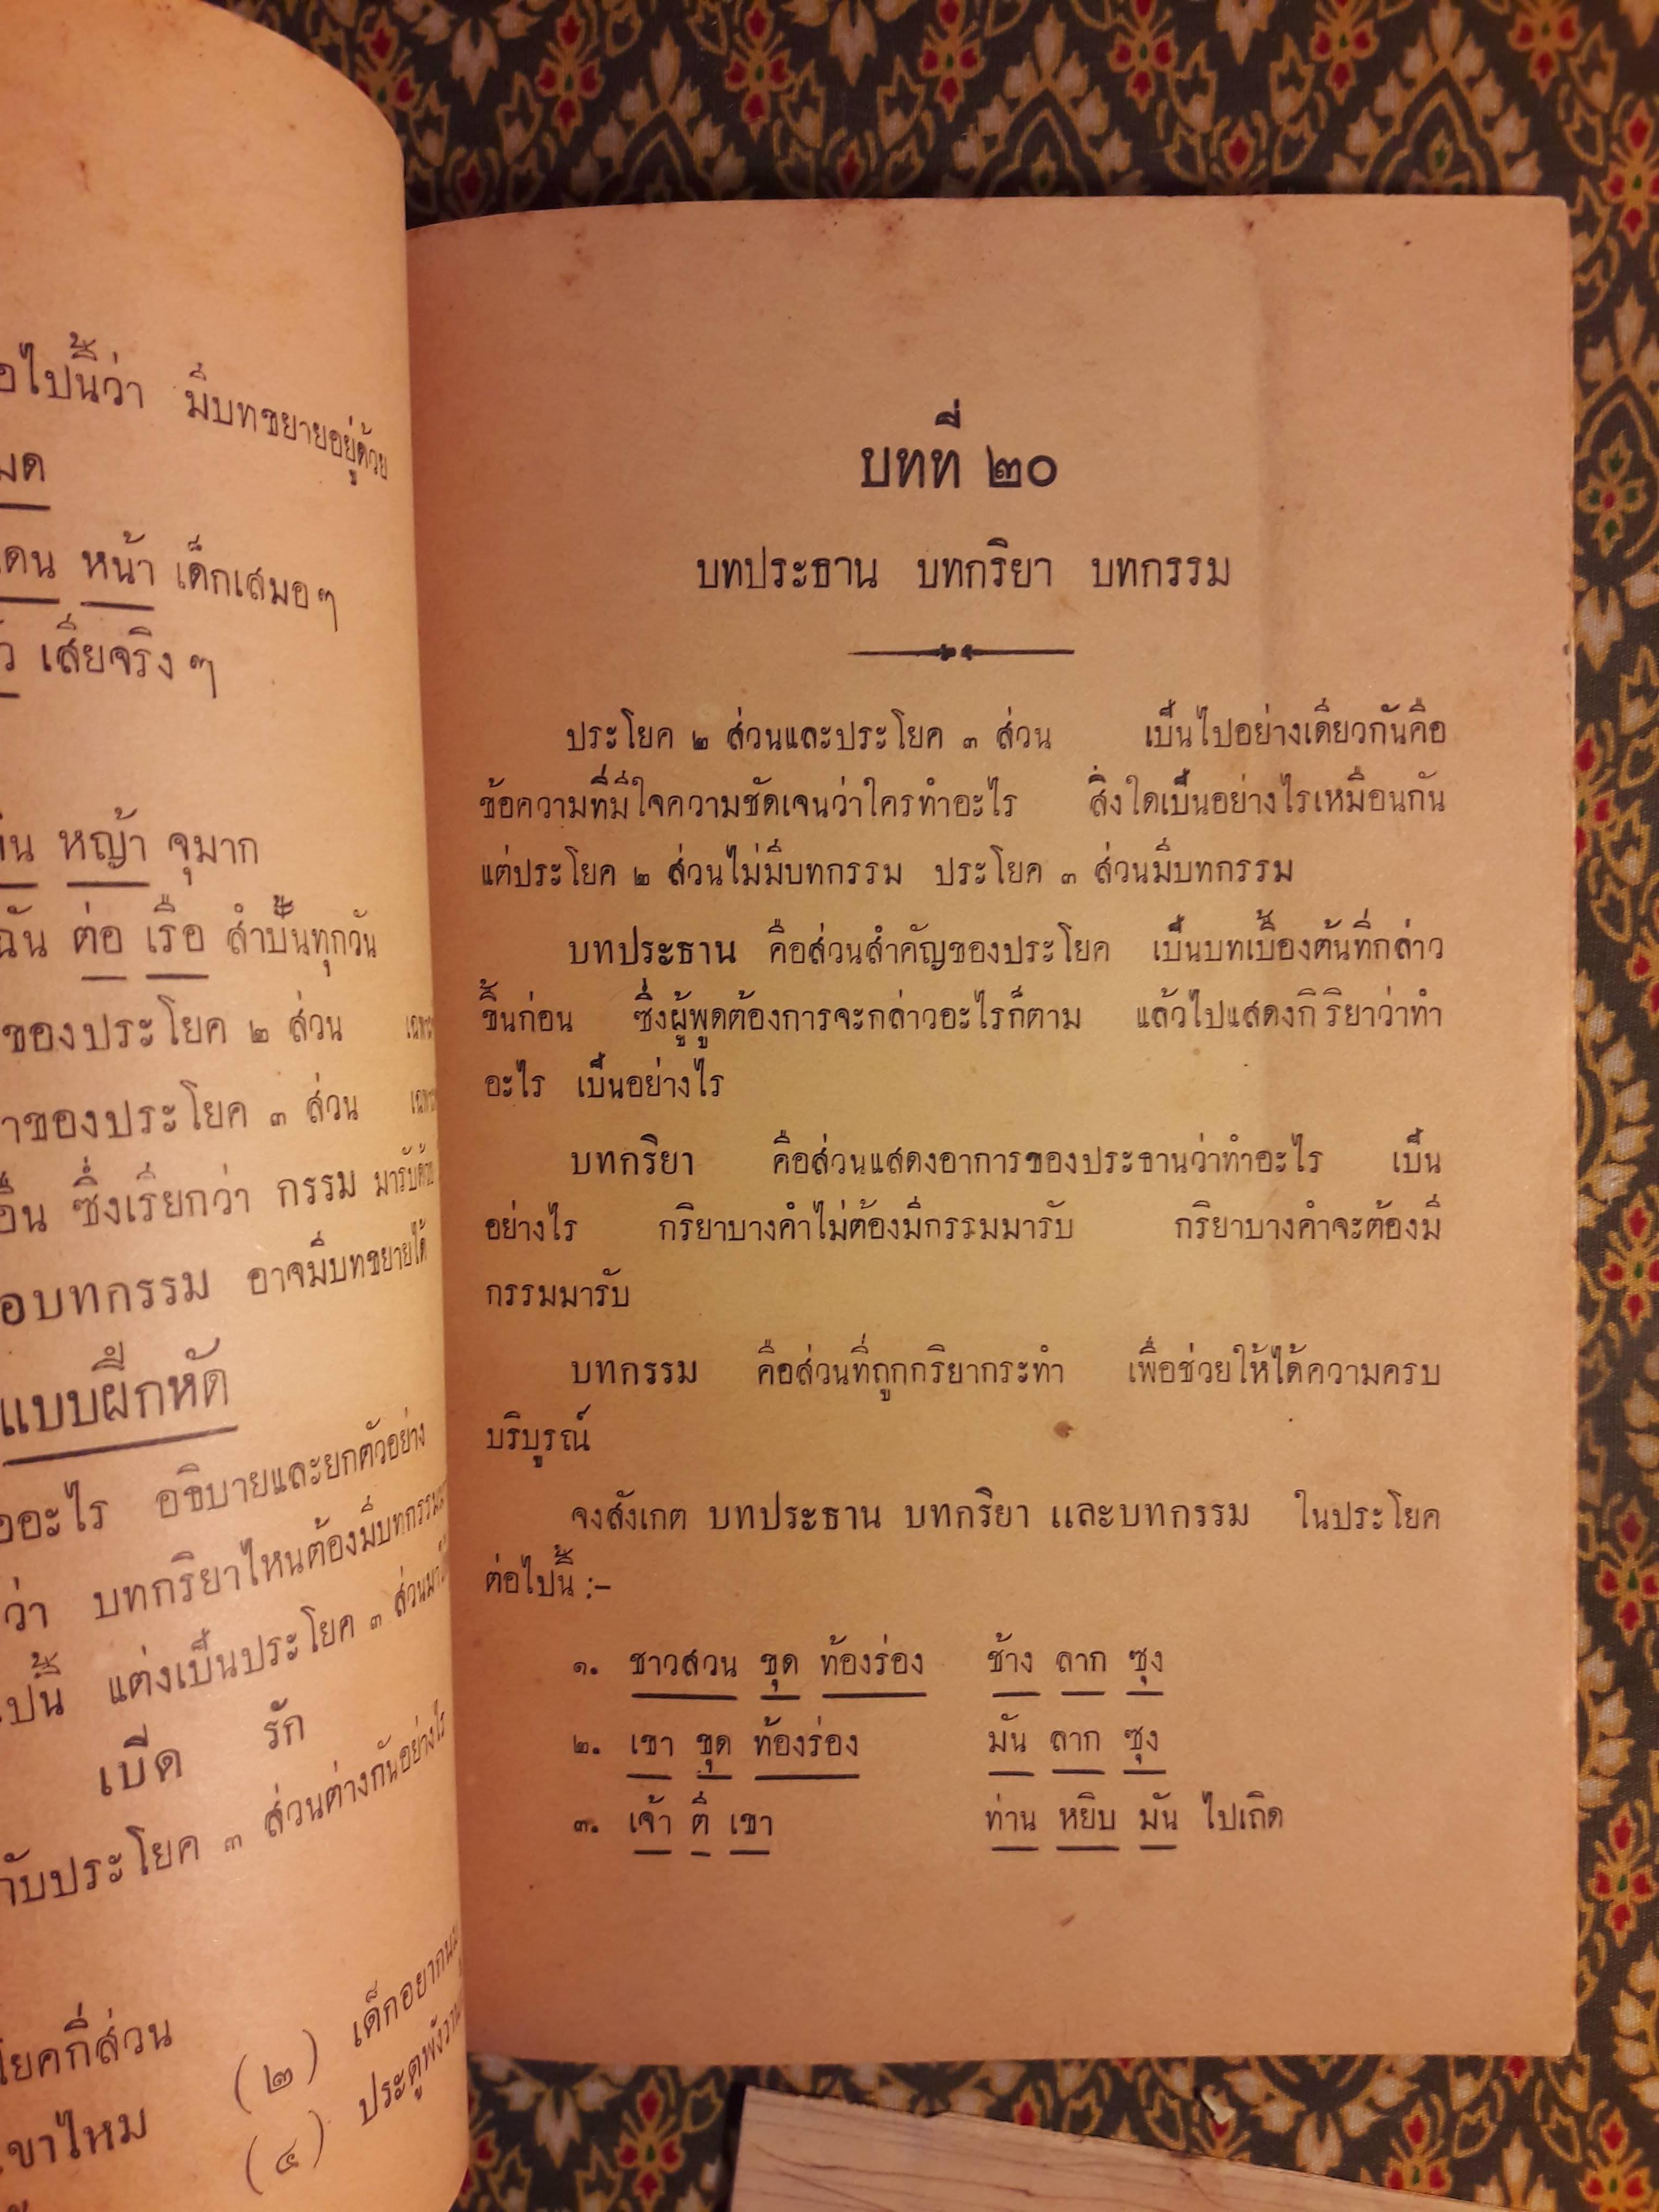 อไปนี้ว่า มีบทขยายอยู่ด้วย
หน้า เด็กเสมอๆ
เสียจริงๆ
หญ้า จุมาก
ต่อ เรือ สำปั้นทุกวัน
ของประโยค ๒ ส่วน
ของประโยค ๓ ส่วน
ซึ่งเรียกว่า กรรม มารับด้วย
บทกรรม อาจมีบทขยายได้
แบบฝึกหัด
อะไร อธิบายและยกตัวอย่าง
ว่า บทกริยาไหนต้องมีบทกรรม
แต่งเป็นประโยค ๓ ส่วนมา
เปิด รัก
กับประโยค ๓ ส่วนต่างกันอย่างไร
โยคกี่ส่วน (๒) เด็กอยาก
เขาไหม (๔) ประตูพัง
บทที่ ๒๐
บทประธาน บทกริยา บทกรรม
ประโยค ๒ ส่วนและประโยค ๓ ส่วน เป็นไปอย่างเดียวกันคือ
ข้อความที่มีใจความชัดเจนว่าใครทำอะไร สิ่งใดเป็นอย่างไรเหมือนกัน
แต่ประโยค ๒ ส่วนไม่มีบทกรรม ประโยค ๓ ส่วนมีบทกรรม
บทประธาน คือส่วนสำคัญของประโยค เป็นบทเบื้องต้นที่กล่าว
ขึ้นก่อน ซึ่งผู้พูดต้องการจะกล่าวอะไรก็ตาม แล้วไปแสดงกิริยาว่าทำ
อะไร เป็นอย่างไร
บทกริยา คือส่วนแสดงอาการของประธานว่าทำอะไร เป็น
อย่างไร กริยาบางคำไม่ต้องมีกรรมมารับ กริยาบางคำจะต้องมี
กรรมมารับ
บทกรรม คือส่วนที่ถูกกริยากระทำ เพื่อช่วยให้ได้ความครบ
บริบูรณ์
จงสังเกต บทประธาน บทกริยา และบทกรรม ในประโยค
ต่อไปนี้ :-
๑. ชาวสวน ขุด ท้องร่อง ช้าง ลาก ซุง
๒. เขา ขุด ท้องร่อง มัน ลาก ซุง
๓. เจ้า ตี เขา ท่าน หยิบ มัน ไปเถิด